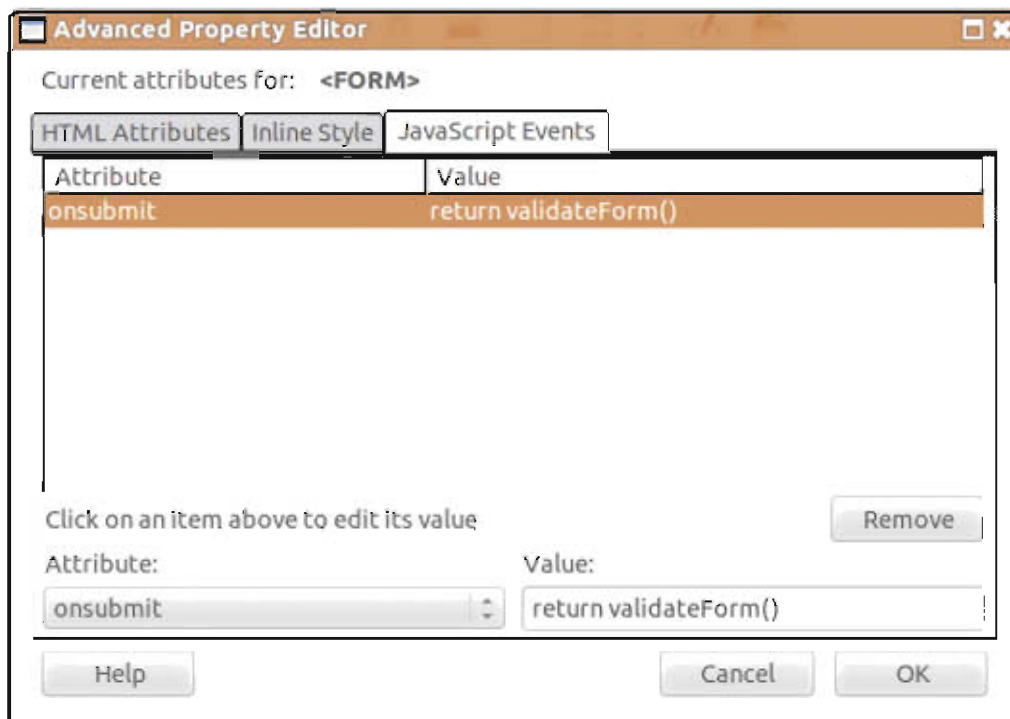 Advanced Property Editor
Current attributes for: <FORM>
HTML Attributes Inline Style JavaScript Events
Attribute Value
onsubmit return validateForm()
Click on an item above to edit its value
Remove
Attribute: Value:
onsubmit return validateForm()
Help Cancel OK